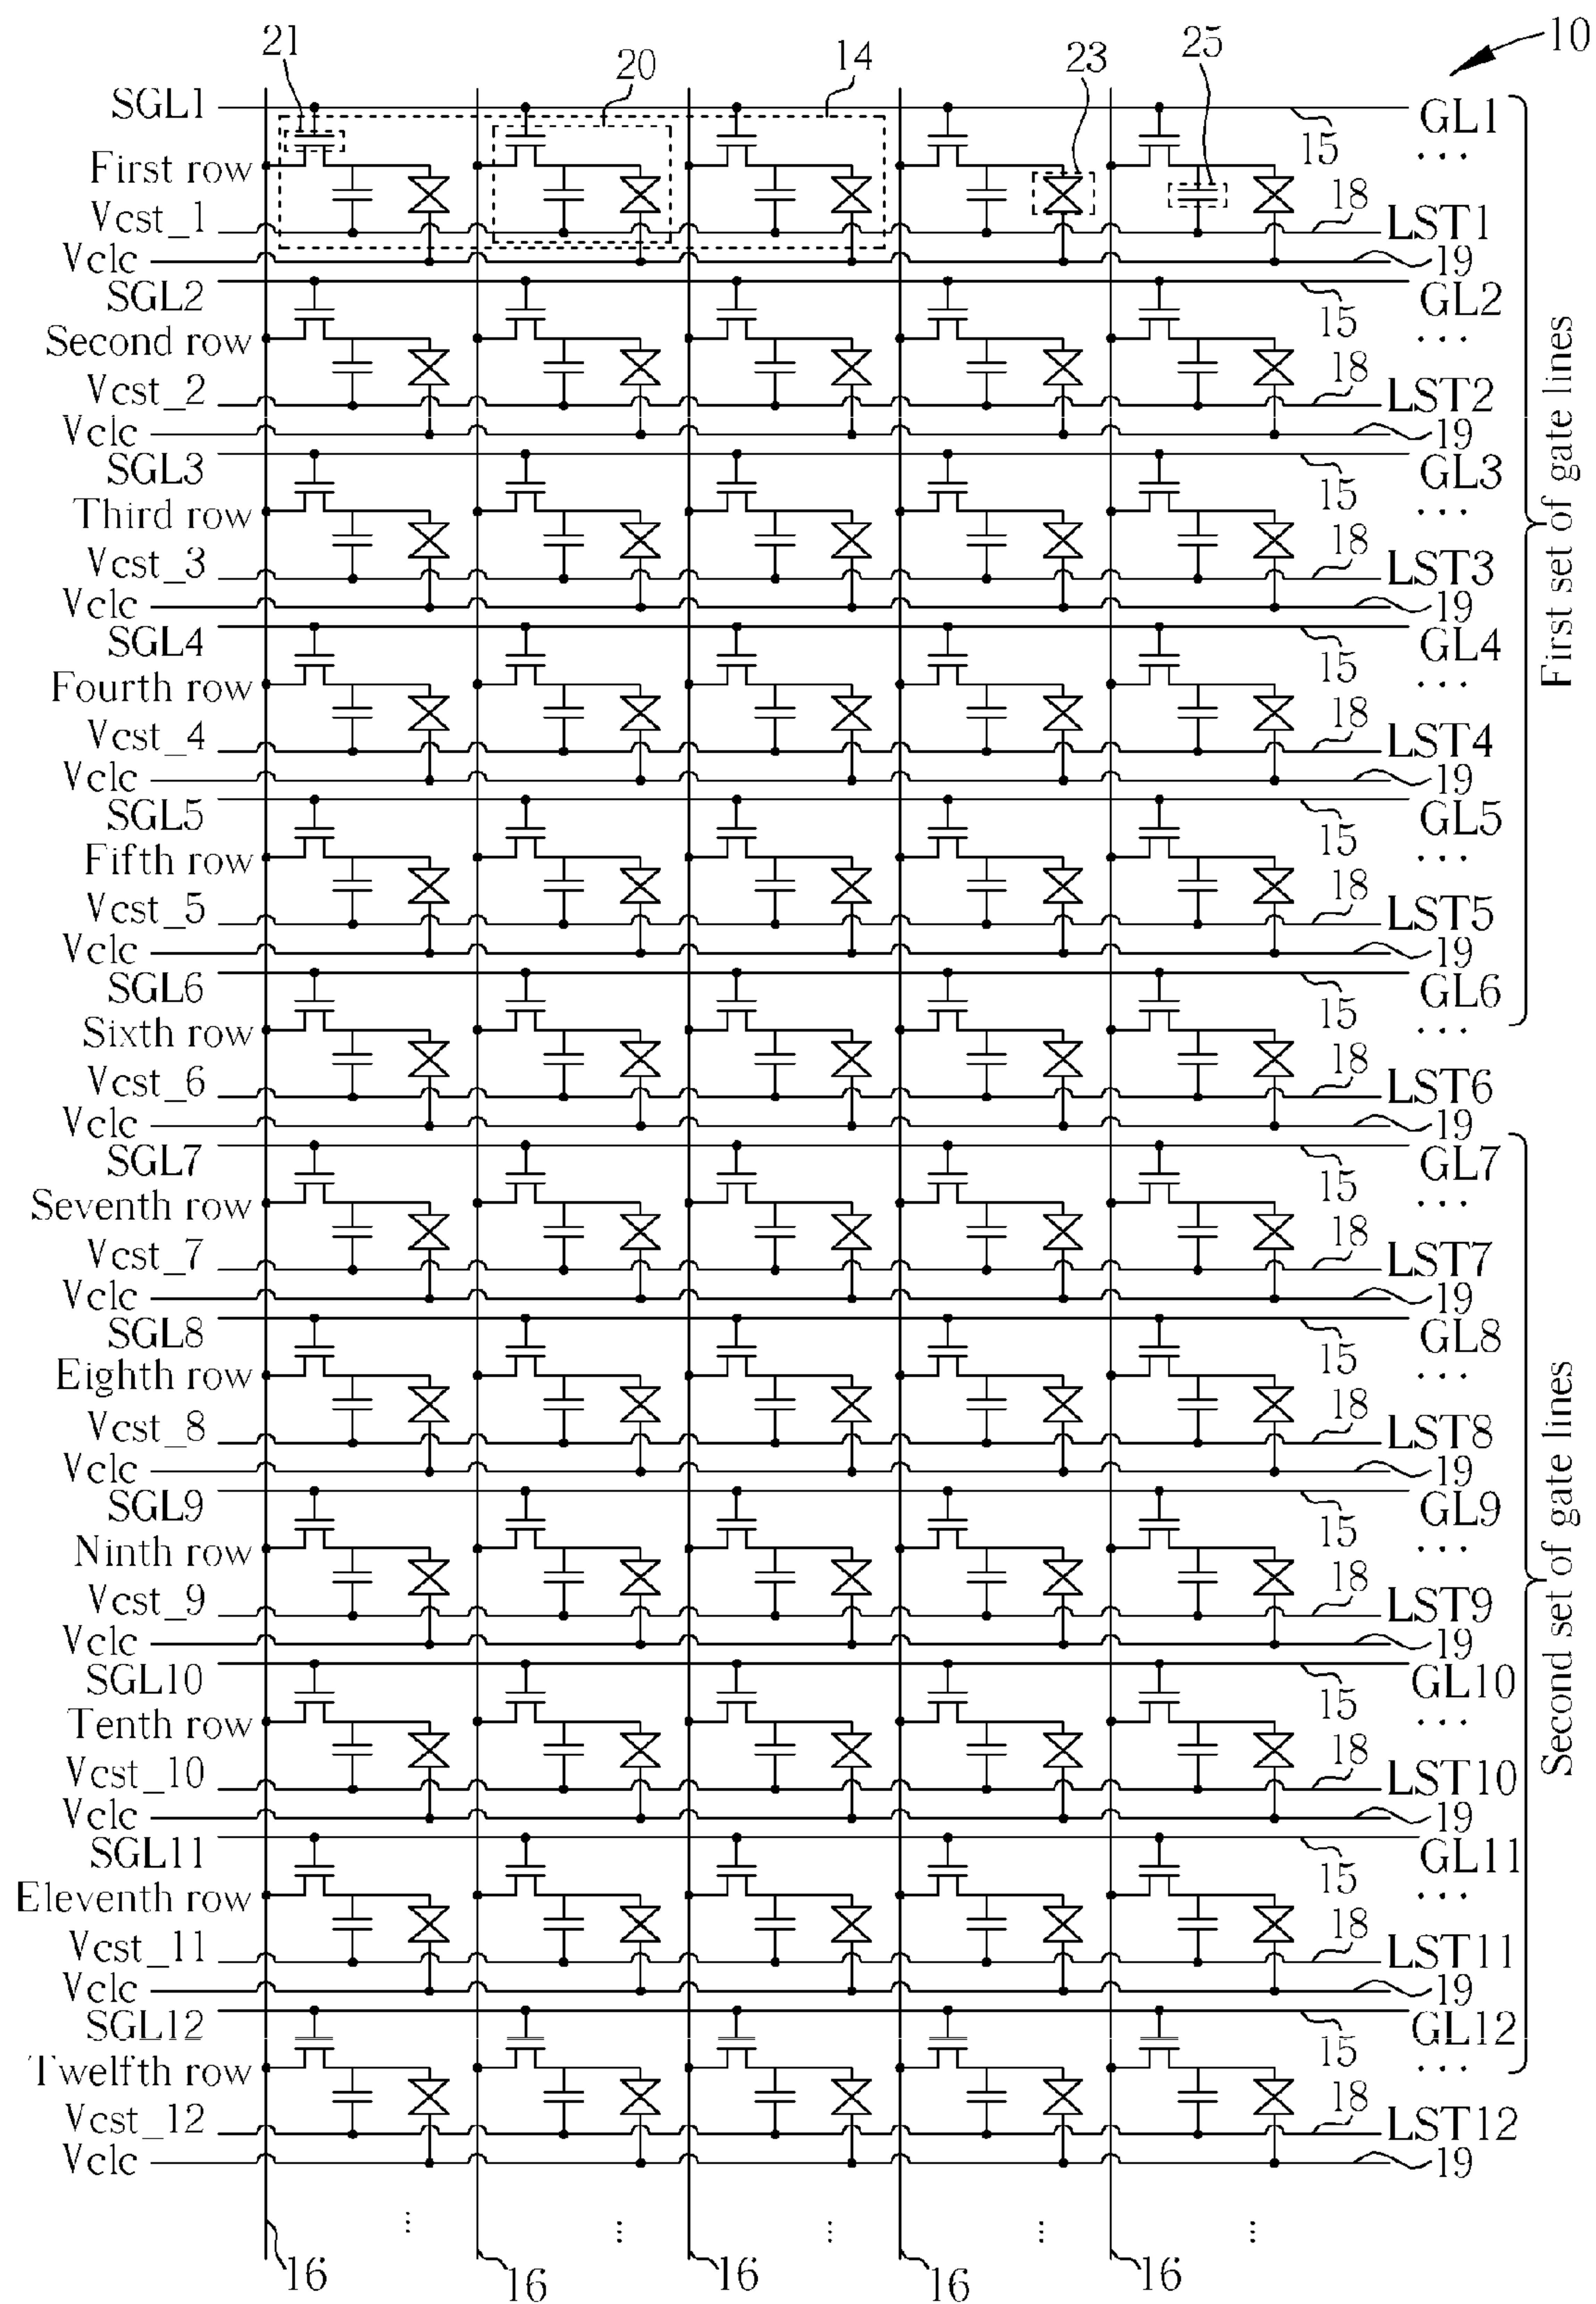 21 20 14 23 25 10
SGL1 GL1
15
First row ...
Vcst_1 18 LST1
Vclc 19
SGL2 GL2
15
Second row ...
Vcst_2 18 LST2
Vclc 19
SGL3 GL3
15
Third row ...
Vcst_3 18 LST3
Vclc 19
SGL4 GL4
15
Fourth row ...
Vcst_4 18 LST4
Vclc 19
SGL5 GL5
15
Fifth row ...
Vcst_5 18 LST5
Vclc 19
SGL6 GL6
15
Sixth row ...
Vcst_6 18 LST6
Vclc 19
First set of gate lines
SGL7 GL7
15
Seventh row ...
Vcst_7 18 LST7
Vclc 19
SGL8 GL8
15
Eighth row ...
Vcst_8 18 LST8
Vclc 19
SGL9 GL9
15
Ninth row ...
Vcst_9 18 LST9
Vclc 19
SGL10 GL10
15
Tenth row ...
Vcst_10 18 LST10
Vclc 19
SGL11 GL11
15
Eleventh row ...
Vcst_11 18 LST11
Vclc 19
SGL12 GL12
15
Twelfth row ...
Vcst_12 18 LST12
Vclc 19
Second set of gate lines
... ... ... ... ...
16 16 16 16 16